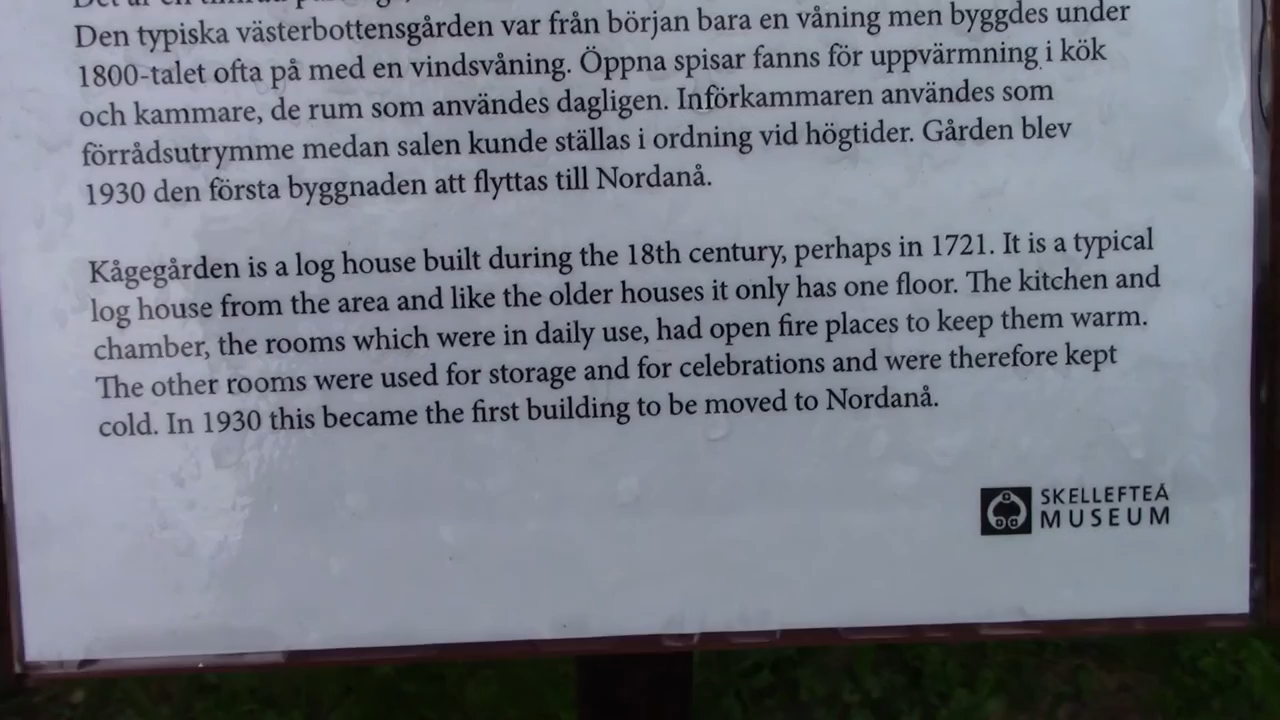 Den typiska västerbottensgården var från början bara en våning men byggdes under
1800-talet ofta på med en vindsvåning. Öppna spisar fanns för uppvärmning i kök
och kammare, de rum som användes dagligen. Införkammaren användes som
förrådsutrymme medan salen kunde ställas i ordning vid högtider. Gården blev
1930 den första byggnaden att flyttas till Nordanå.
Kågegården is a log house built during the 18th century, perhaps in 1721. It is a typical
log house from the area and like the older houses it only has one floor. The kitchen and
chamber, the rooms which were in daily use, had open fire places to keep them warm.
The other rooms were used for storage and for celebrations and were therefore kept
cold. In 1930 this became the first building to be moved to Nordanå.
SKELLEFTEÅ
MUSEUM